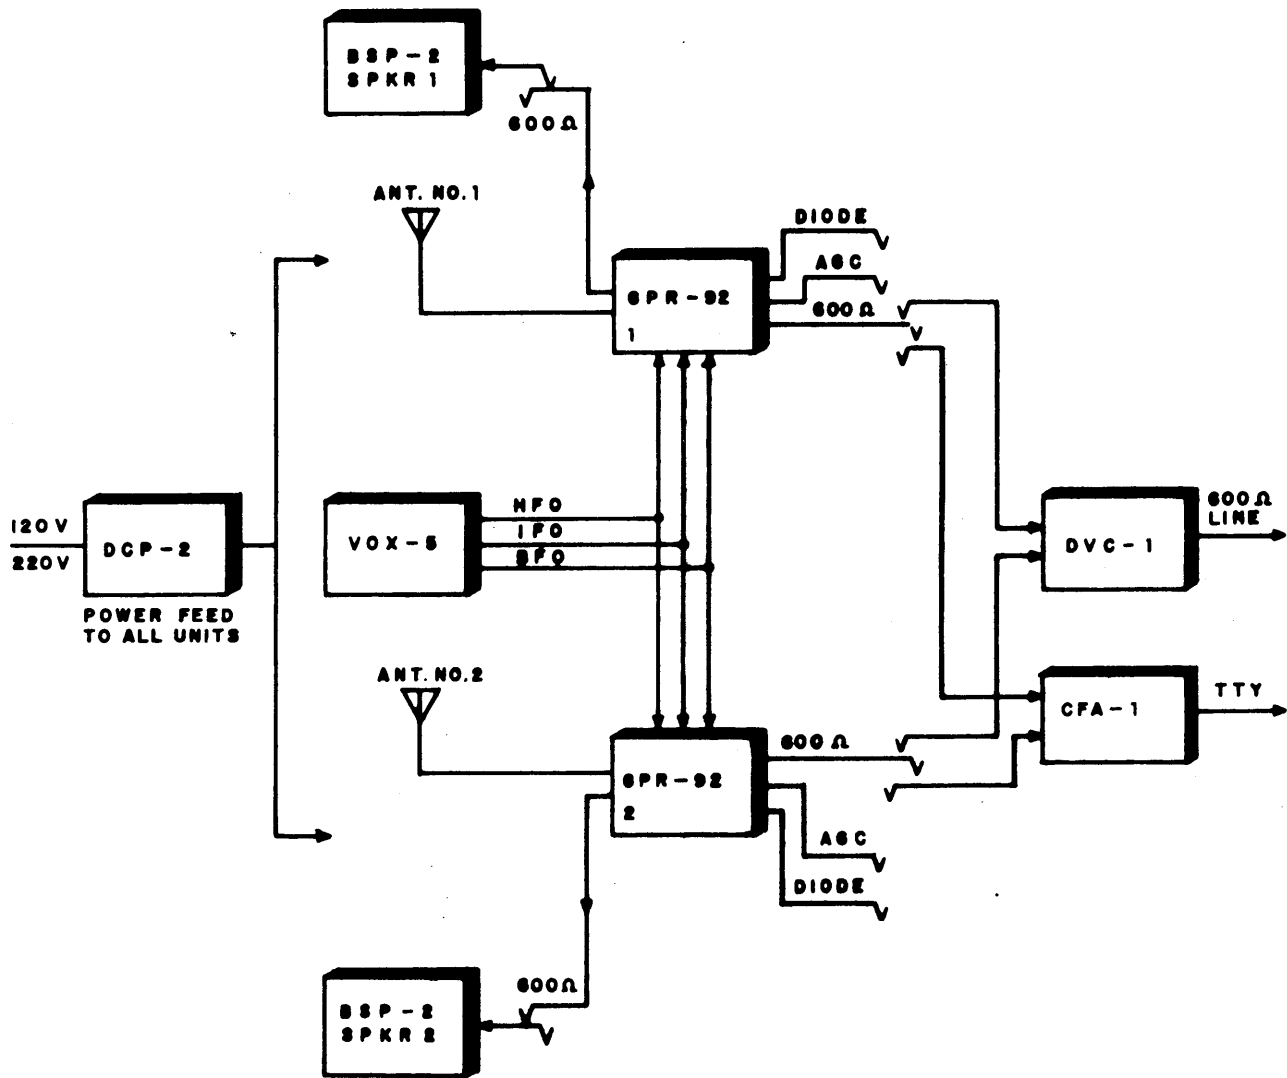 BSP-2
SPKR 1
600Ω
ANT. NO. 1
DIODE
AGC
600Ω
GPR-92
1
120V
220V
DCP-2
POWER FEED
TO ALL UNITS
VOX-5
HFO
IFO
BFO
DVC-1
600Ω
LINE
ANT. NO. 2
CFA-1
TTY
GPR-92
2
600Ω
AGC
DIODE
600Ω
BSP-2
SPKR 2